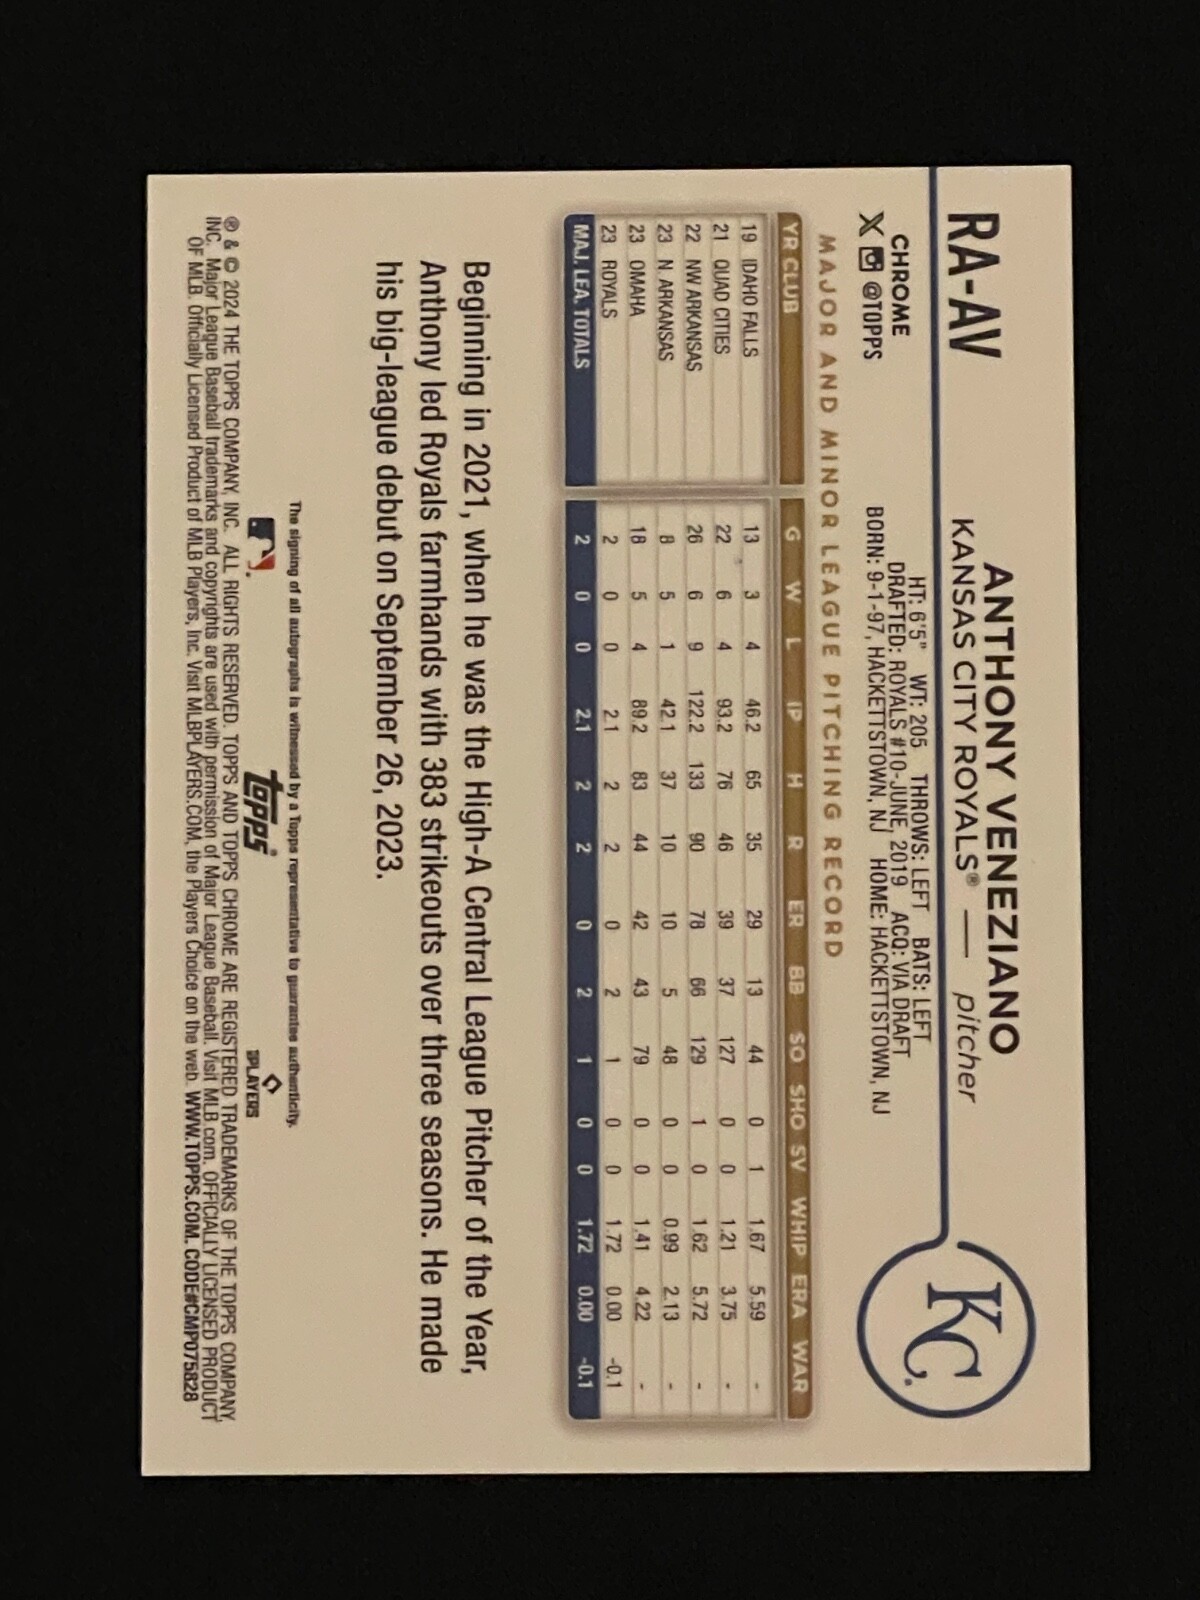 RA-AV
ANTHONY VENEZIANO
KANSAS CITY ROYALS® — pitcher
KC
CHROME
X @TOPPS
HT: 6'5" WT: 205 THROWS: LEFT BATS: LEFT
DRAFTED: ROYALS #10-JUNE, 2019 ACQ: VIA DRAFT
BORN: 9-1-97, HACKETTSTOWN, NJ HOME: HACKETTSTOWN, NJ
MAJOR AND MINOR LEAGUE PITCHING RECORD
YR CLUB G W L IP H R ER BB SO SHO SV WHIP ERA WAR
19 IDAHO FALLS 13 3 4 46.2 65 35 29 13 44 0 1 1.67 5.59 -
21 QUAD CITIES 22 6 4 93.2 76 46 39 37 127 0 0 1.21 3.75 -
22 NW ARKANSAS 26 6 9 122.2 133 90 78 66 129 1 0 1.62 5.72 -
23 N. ARKANSAS 8 5 1 42.1 37 10 10 5 48 0 0 0.99 2.13 -
23 OMAHA 18 5 4 89.2 83 44 42 43 79 0 0 1.41 4.22 -
23 ROYALS 2 0 0 2.1 2 2 0 2 1 0 0 1.72 0.00 -0.1
MAJ. LEA. TOTALS 2 0 0 2.1 2 2 0 2 1 0 0 1.72 0.00 -0.1
Beginning in 2021, when he was the High-A Central League Pitcher of the Year,
Anthony led Royals farmhands with 383 strikeouts over three seasons. He made
his big-league debut on September 26, 2023.
The signing of all autographs is witnessed by a Topps representative to guarantee authenticity.
topps®
PLAYERS
® & © 2024 THE TOPPS COMPANY, INC. ALL RIGHTS RESERVED. TOPPS AND TOPPS CHROME ARE REGISTERED TRADEMARKS OF THE TOPPS COMPANY,
INC. Major League Baseball trademarks and copyrights are used with permission of Major League Baseball. Visit MLB.com. OFFICIALLY LICENSED PRODUCT
OF MLB. Officially Licensed Product of MLB Players, Inc. Visit MLBPLAYERS.COM, the Players Choice on the web. WWW.TOPPS.COM. CODE#CMP075828